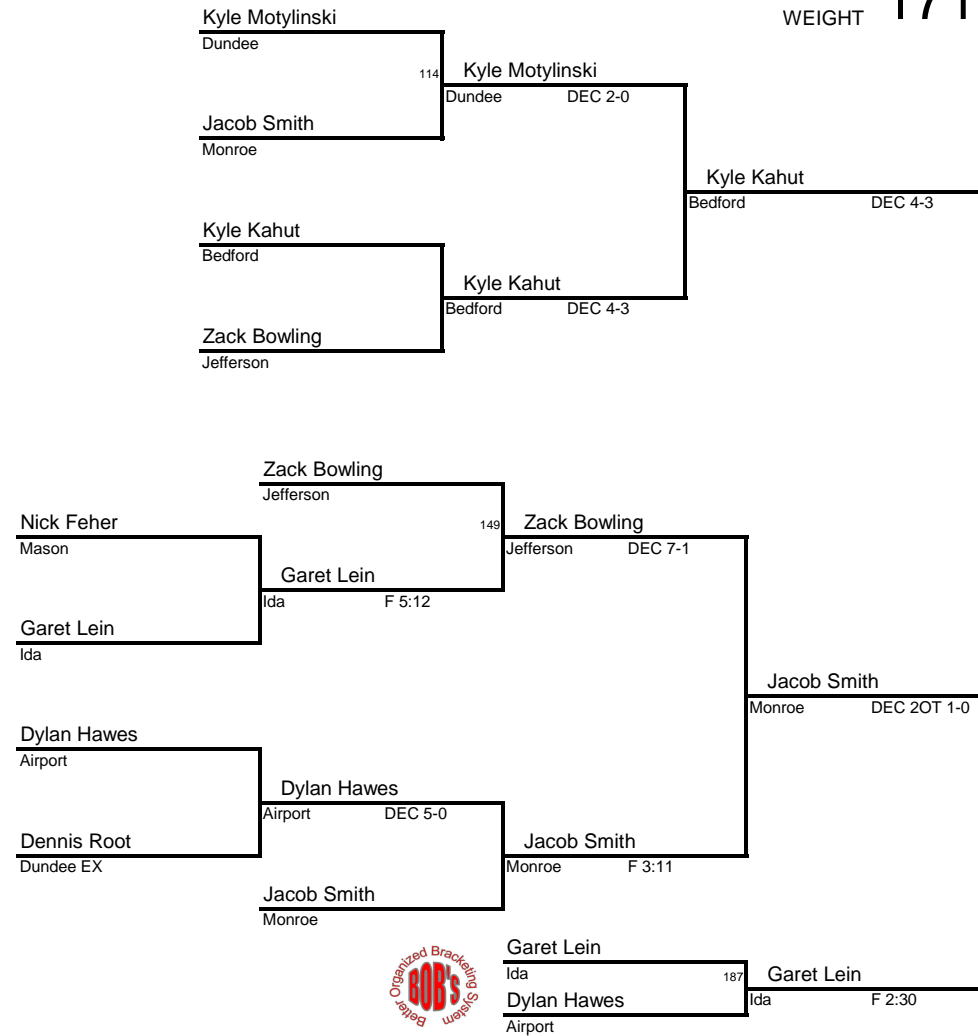 Kyle Motylinski
WEIGHT 171
Dundee
114 Kyle Motylinski
Dundee DEC 2-0
Jacob Smith
Monroe
Kyle Kahut
Bedford DEC 4-3
Kyle Kahut
Bedford
Kyle Kahut
Bedford DEC 4-3
Zack Bowling
Jefferson
Zack Bowling
Jefferson
Nick Feher
149 Zack Bowling
Mason
Jefferson DEC 7-1
Garet Lein
Ida F 5:12
Garet Lein
Ida
Jacob Smith
Monroe DEC 2OT 1-0
Dylan Hawes
Airport
Dylan Hawes
Airport DEC 5-0
Dennis Root
Jacob Smith
Dundee EX
Monroe F 3:11
Jacob Smith
Monroe
Garet Lein
Ida
187 Garet Lein
Dylan Hawes
Ida F 2:30
Airport
Better Organized Bracketing System
BOB'S